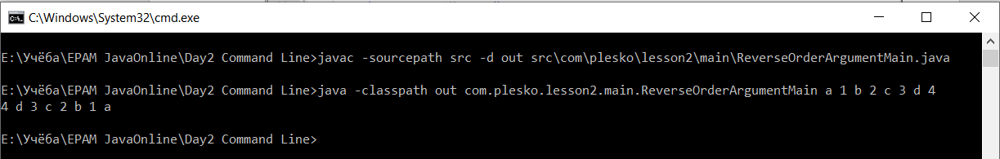 C:\Windows\System32\cmd.exe
E:\Учёба\EPAM JavaOnline\Day2 Command Line>javac -sourcepath src -d out src\com\plesko\lesson2\main\ReverseOrderArgumentMain.java
E:\Учёба\EPAM JavaOnline\Day2 Command Line>java -classpath out com.plesko.lesson2.main.ReverseOrderArgumentMain a 1 b 2 c 3 d 4
4 d 3 c 2 b 1 a
E:\Учёба\EPAM JavaOnline\Day2 Command Line>